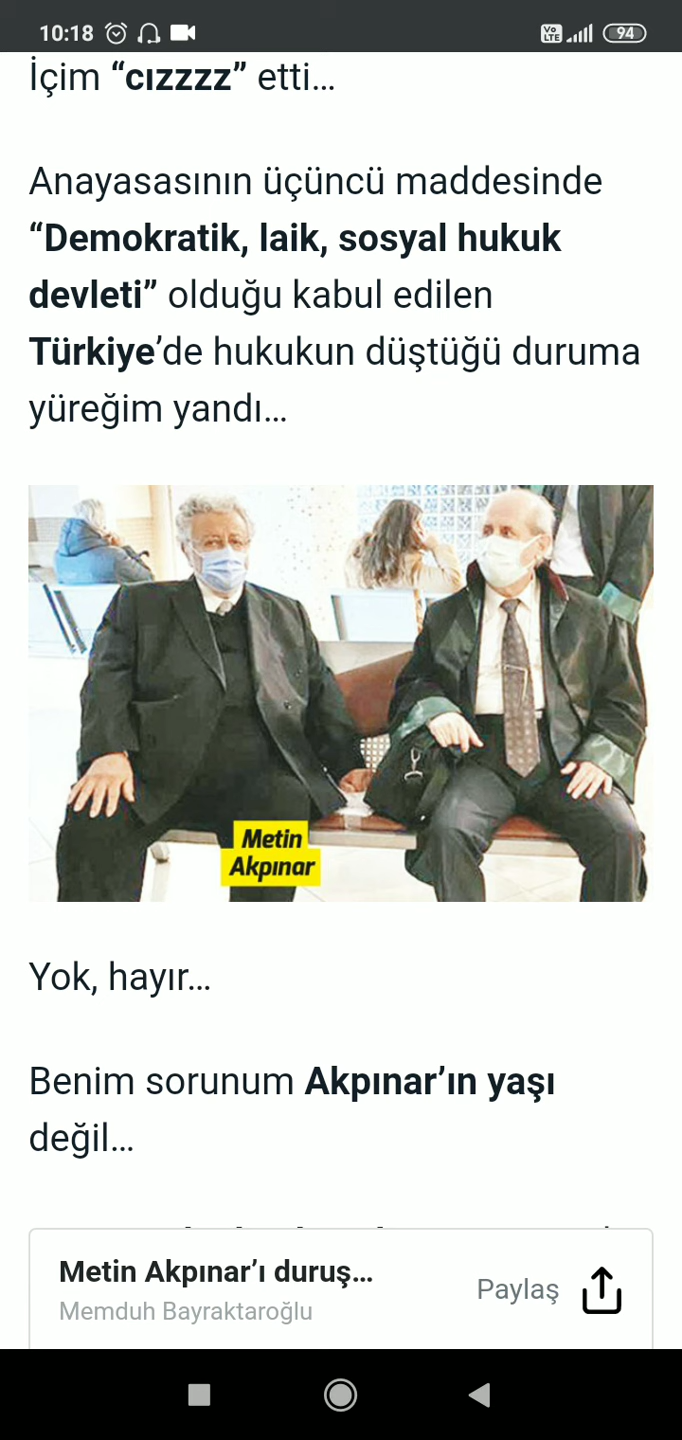 10:18
Vo LTE
94
İçim “cızzzz” etti...
Anayasasının üçüncü maddesinde
“Demokratik, laik, sosyal hukuk
devleti” olduğu kabul edilen
Türkiye’de hukukun düştüğü duruma
yüreğim yandı...
Metin
Akpınar
Yok, hayır...
Benim sorunum Akpınar’ın yaşı
değil...
Metin Akpınar’ı duruş...
Memduh Bayraktaroğlu
Paylaş